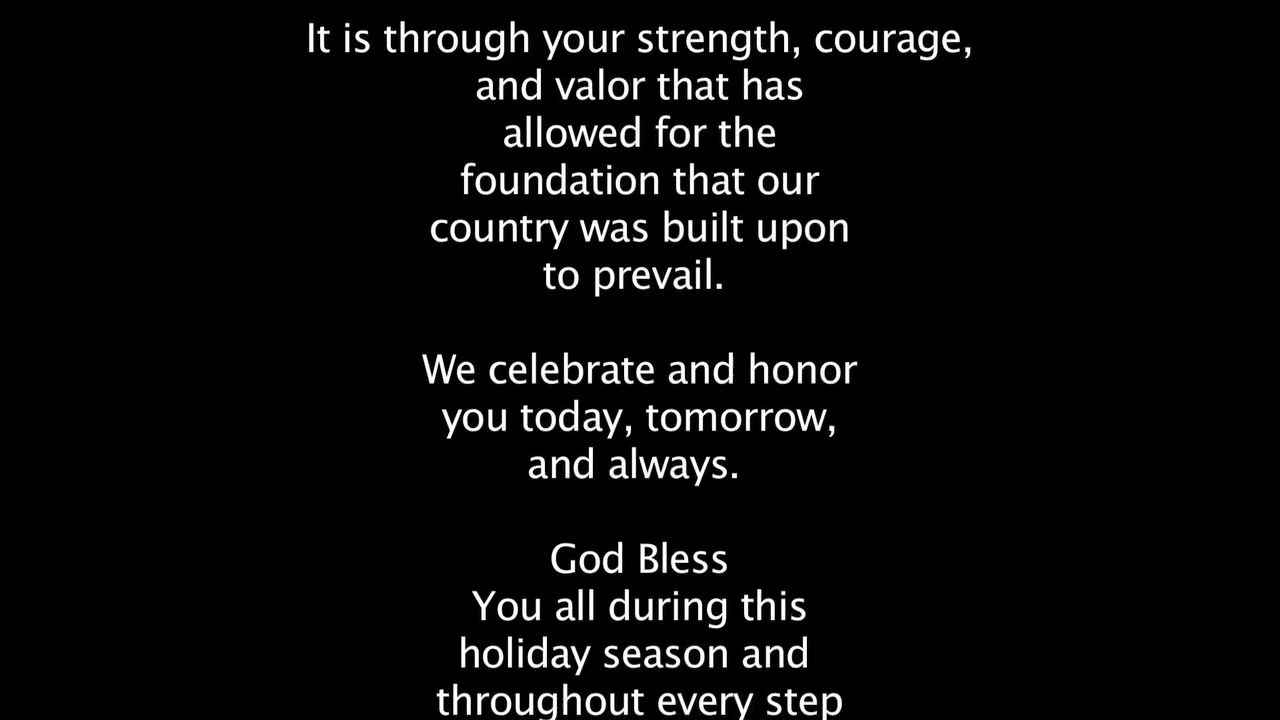 It is through your strength, courage,
and valor that has
allowed for the
foundation that our
country was built upon
to prevail.
We celebrate and honor
you today, tomorrow,
and always.
God Bless
You all during this
holiday season and
throughout every step